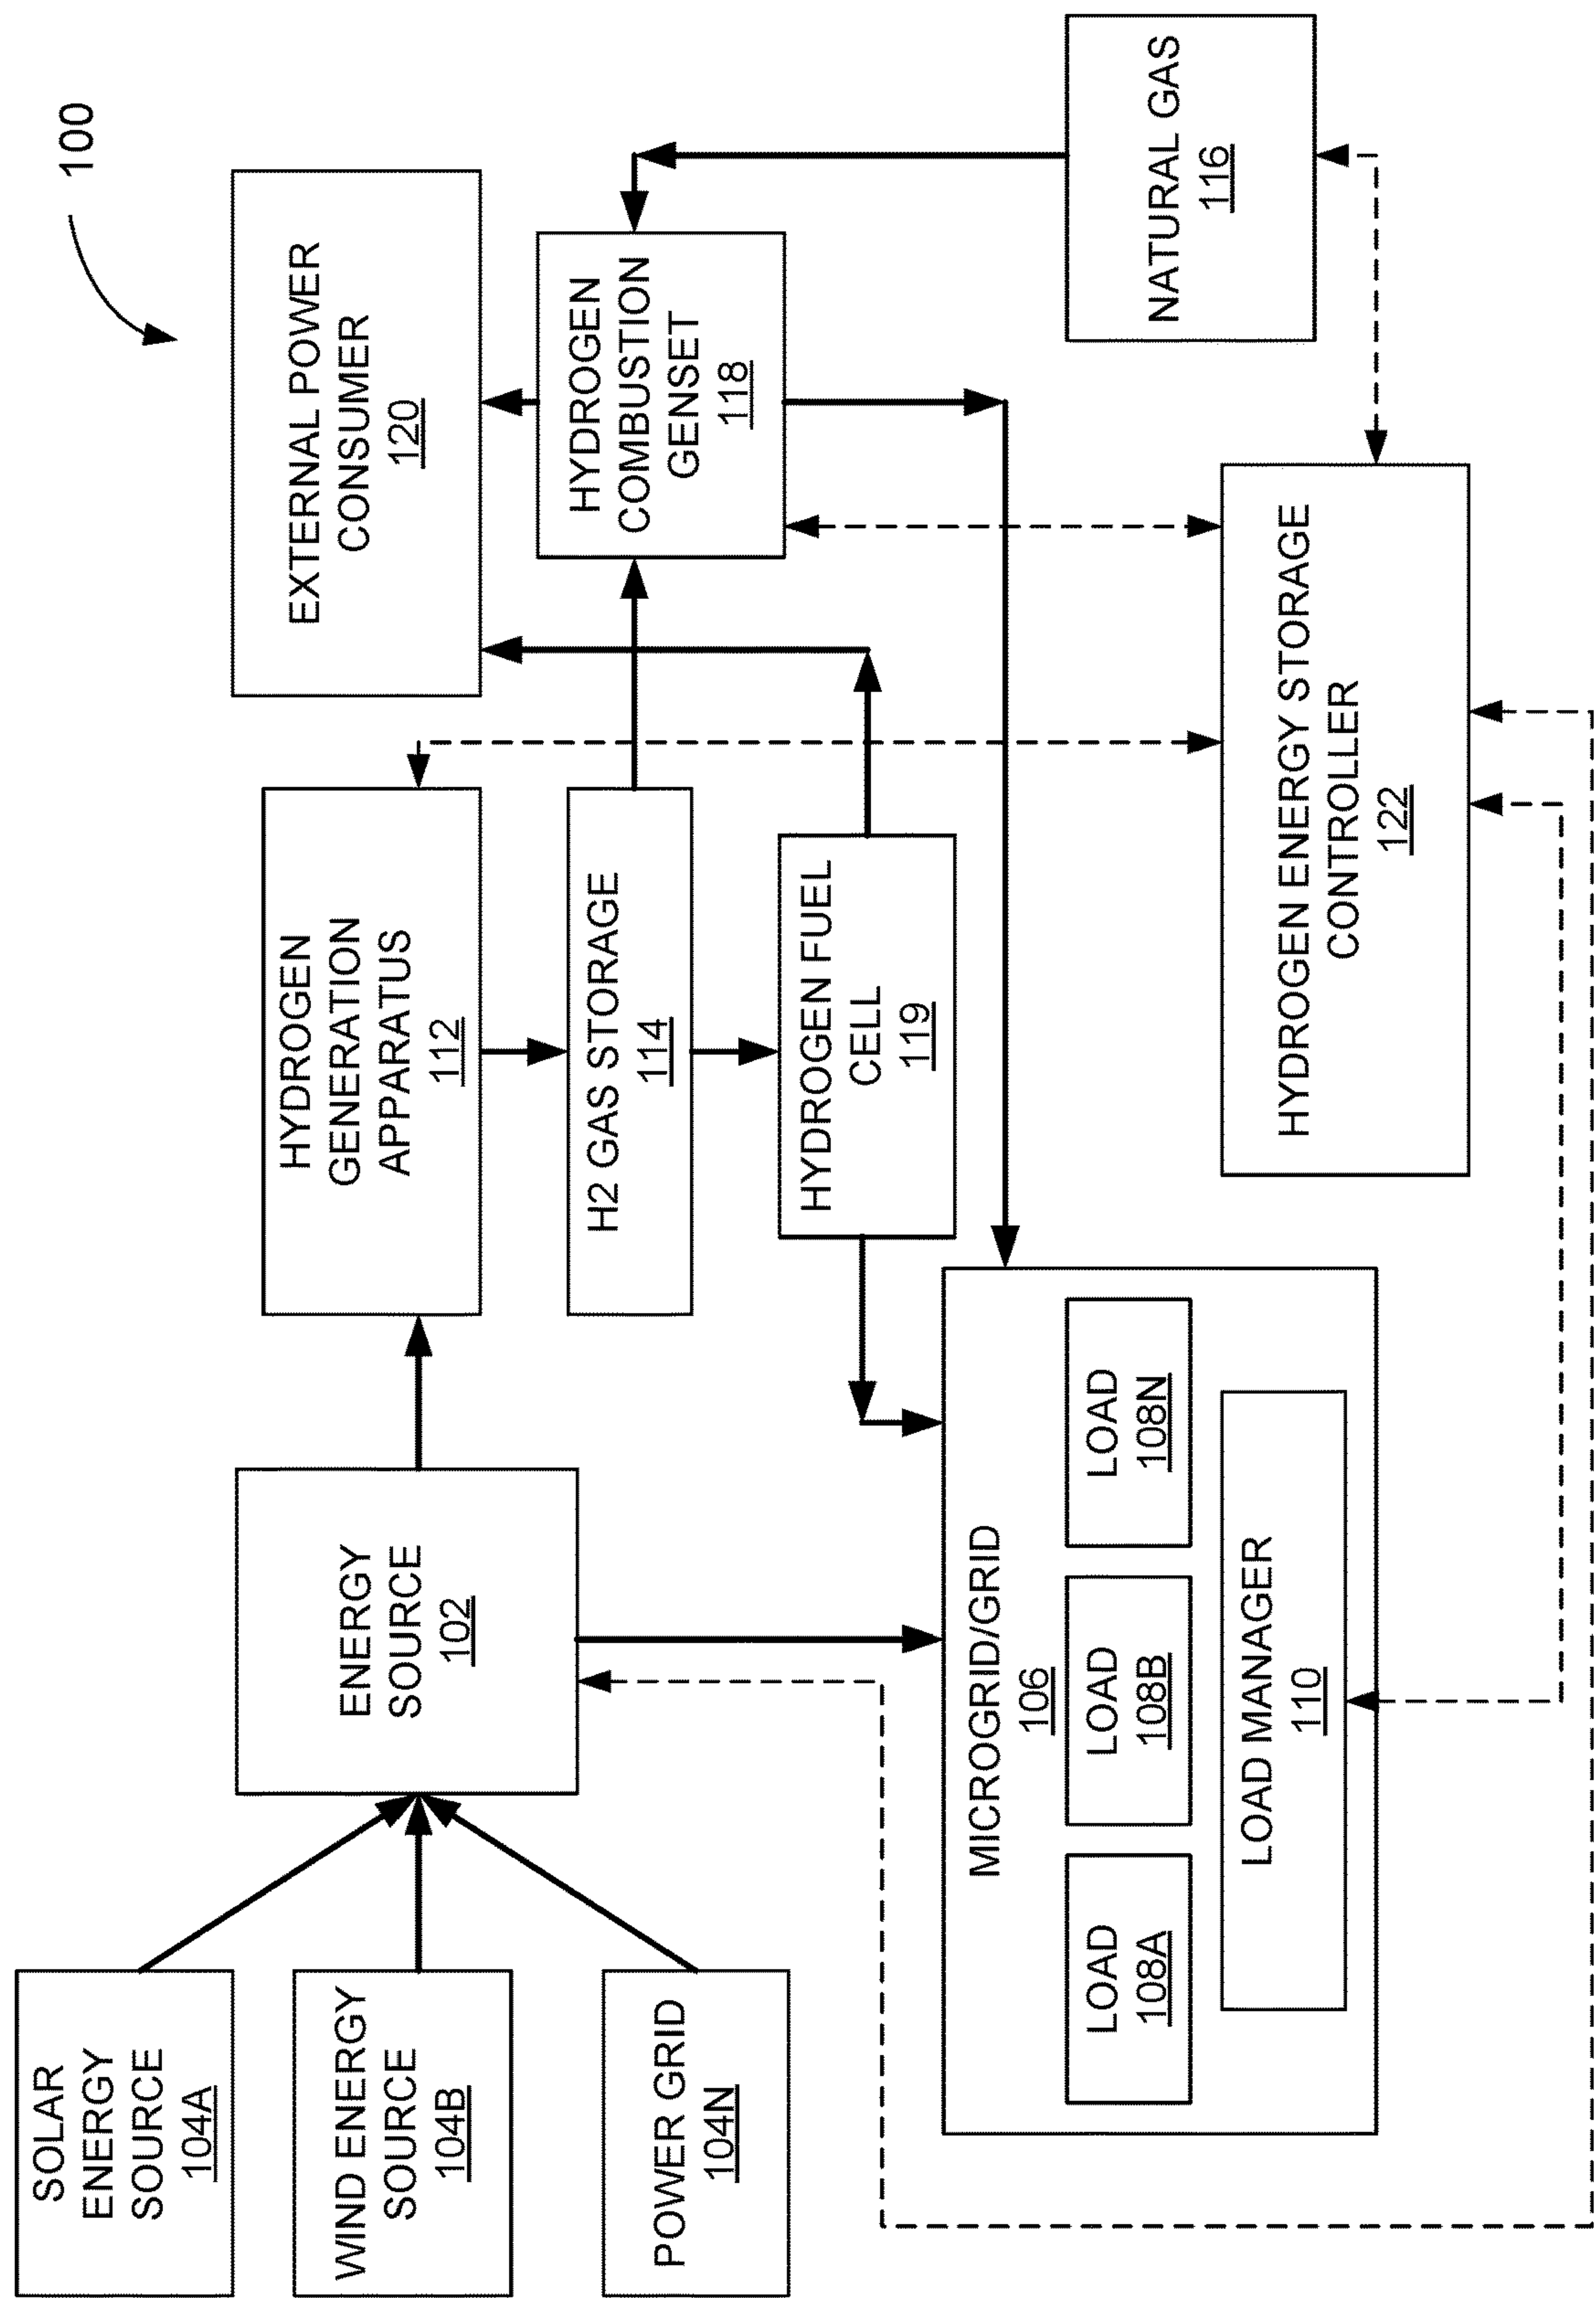 100
SOLAR
ENERGY
SOURCE
104A
WIND ENERGY
SOURCE
104B
POWER GRID
104N
ENERGY
SOURCE
102
HYDROGEN
GENERATION
APPARATUS
112
H2 GAS STORAGE
114
HYDROGEN FUEL
CELL
119
EXTERNAL POWER
CONSUMER
120
HYDROGEN
COMBUSTION
GENSET
118
NATURAL GAS
116
MICROGRID/GRID
106
LOAD
108A
LOAD
108B
LOAD
108N
LOAD MANAGER
110
HYDROGEN ENERGY STORAGE
CONTROLLER
122